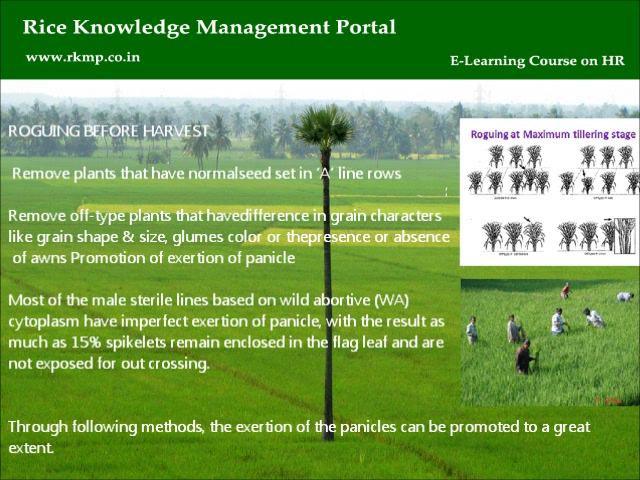 Rice Knowledge Management Portal
www.rkmp.co.in
E-Learning Course on HR
ROGUING BEFORE HARVEST
Remove plants that have normalseed set in 'A' line rows
Remove off-type plants that havedifference in grain characters
like grain shape & size, glumes color or thepresence or absence
of awns Promotion of exertion of panicle
Most of the male sterile lines based on wild abortive (WA)
cytoplasm have imperfect exertion of panicle, with the result as
much as 15% spikelets remain enclosed in the flag leaf and are
not exposed for out crossing.
Through following methods, the exertion of the panicles can be promoted to a great
extent.
Roguing at Maximum tillering stage